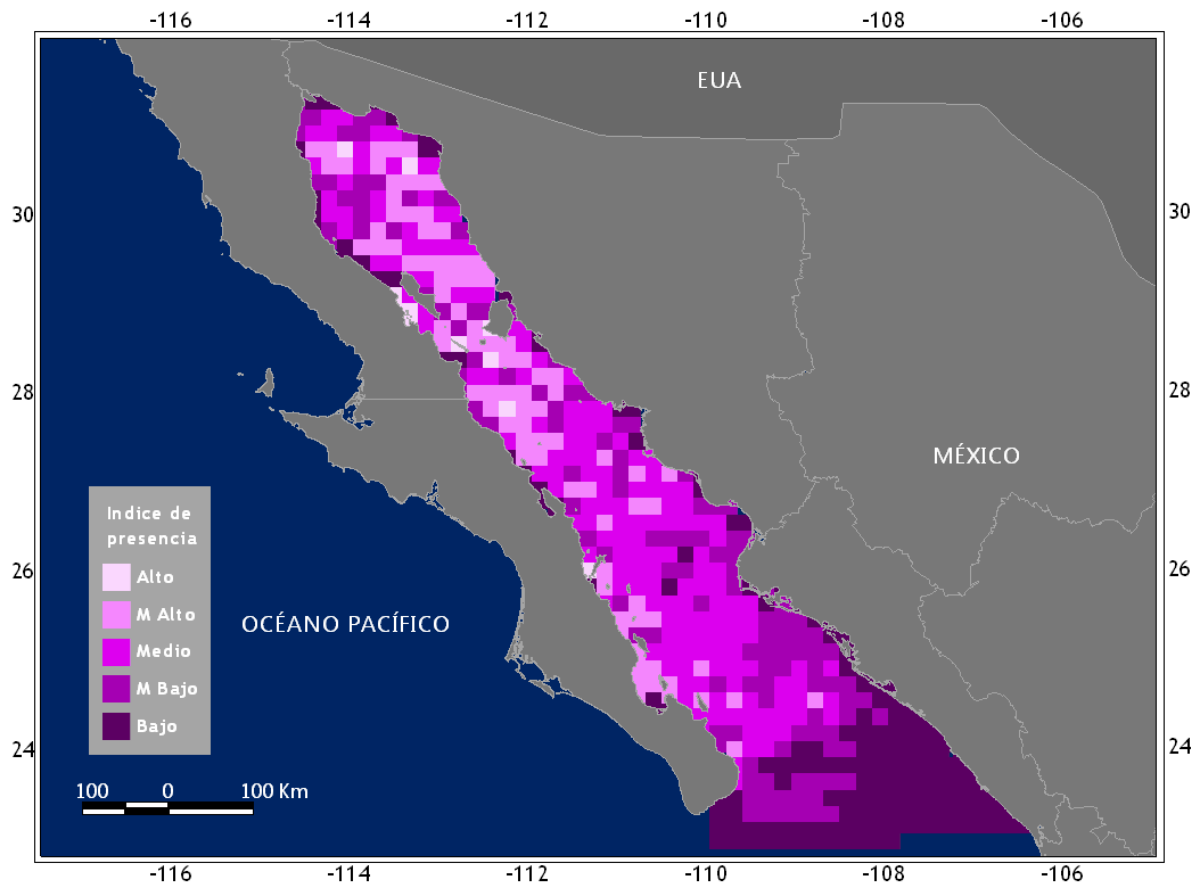 -116 -114 -112 -110 -108 -106
EUA
30 30
28 28
MÉXICO
Indice de
presencia
Alto
M Alto
Medio
M Bajo
Bajo
26 26
OCÉANO PACÍFICO
24 24
100 0 100 Km
-116 -114 -112 -110 -108 -106